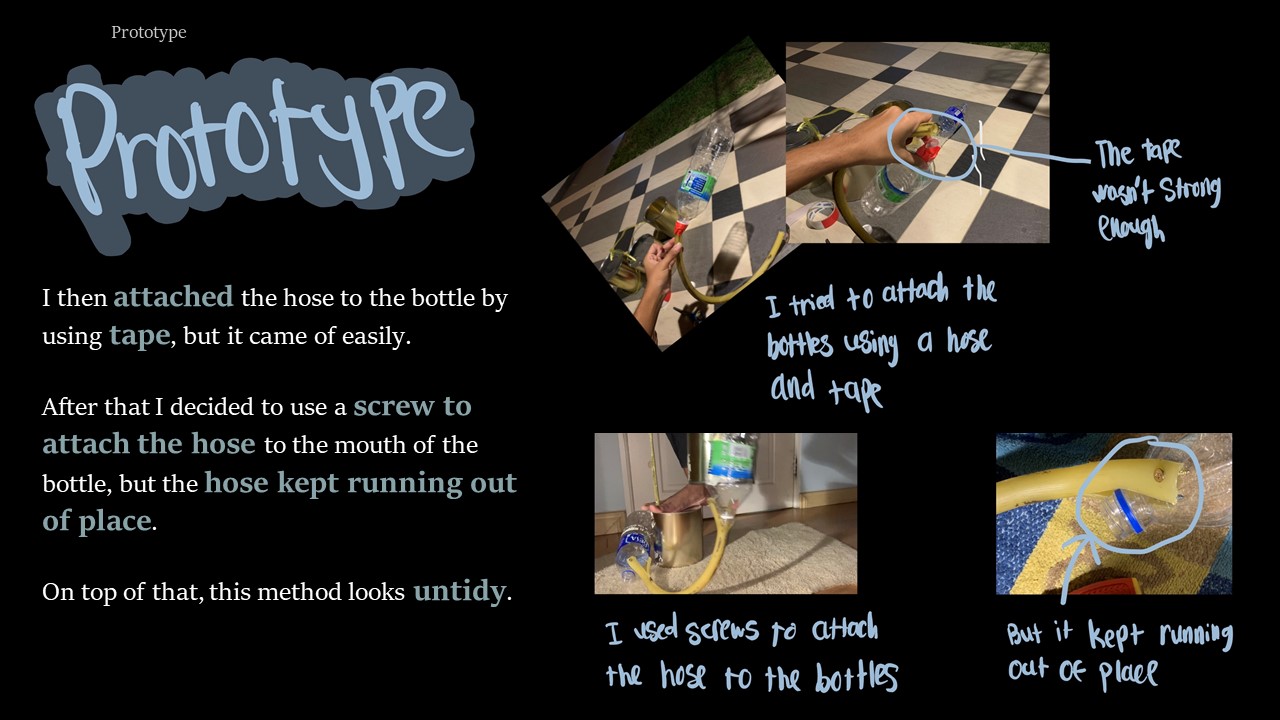 Prototype
Prototype
I then attached the hose to the bottle by
using tape, but it came of easily.
After that I decided to use a screw to
attach the hose to the mouth of the
bottle, but the hose kept running out
of place.
On top of that, this method looks untidy.
The tape
wasn't strong
enough
I tried to attach the
bottles using a hose
and tape
I used screws to attach
the hose to the bottles
But it kept running
out of place